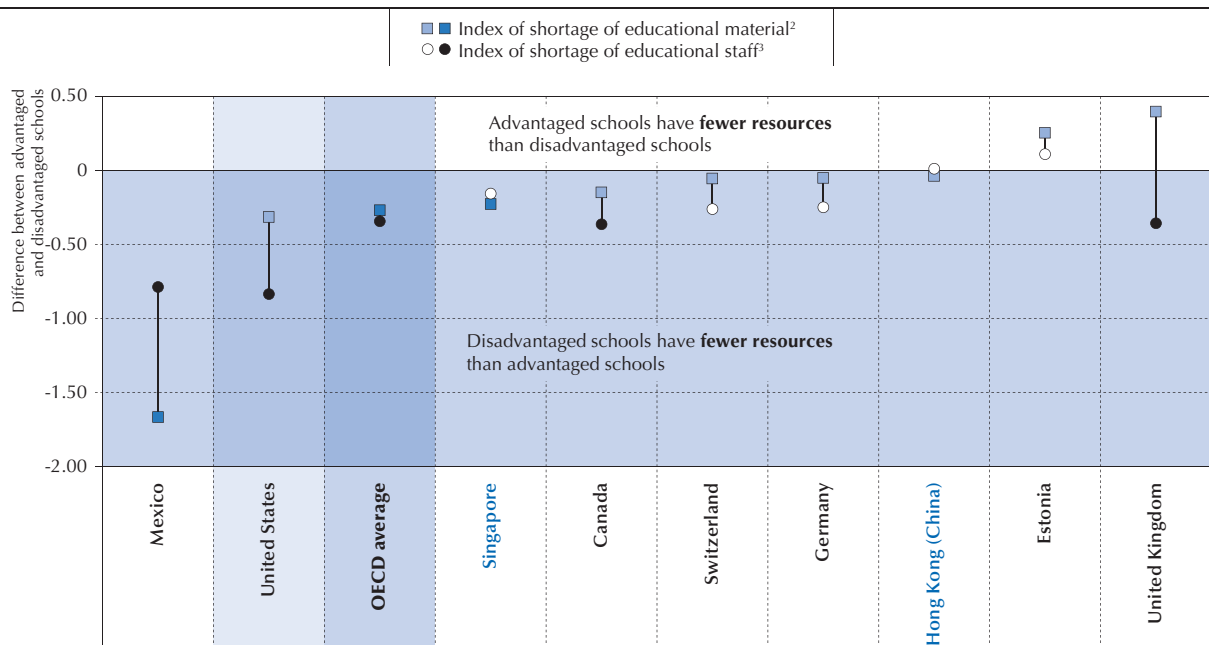 Index of shortage of educational material²
Index of shortage of educational staff³
Difference between advantaged
and disadvantaged schools
0.50
0
-0.50
-1.00
-1.50
-2.00
Advantaged schools have fewer resources
than disadvantaged schools
Disadvantaged schools have fewer resources
than advantaged schools
Mexico
United States
OECD average
Singapore
Canada
Switzerland
Germany
Hong Kong (China)
Estonia
United Kingdom